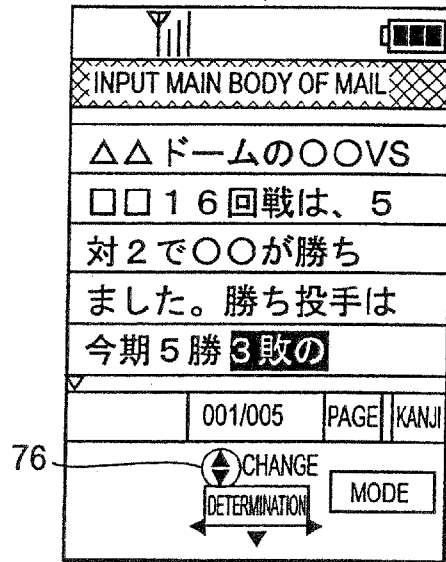 INPUT MAIN BODY OF MAIL
△△ドームの○○VS
□□16回戦は、5
対2で○○が勝ち
ました。勝ち投手は
今期5勝3敗の
001/005 PAGE KANJI
76 CHANGE
DETERMINATION MODE